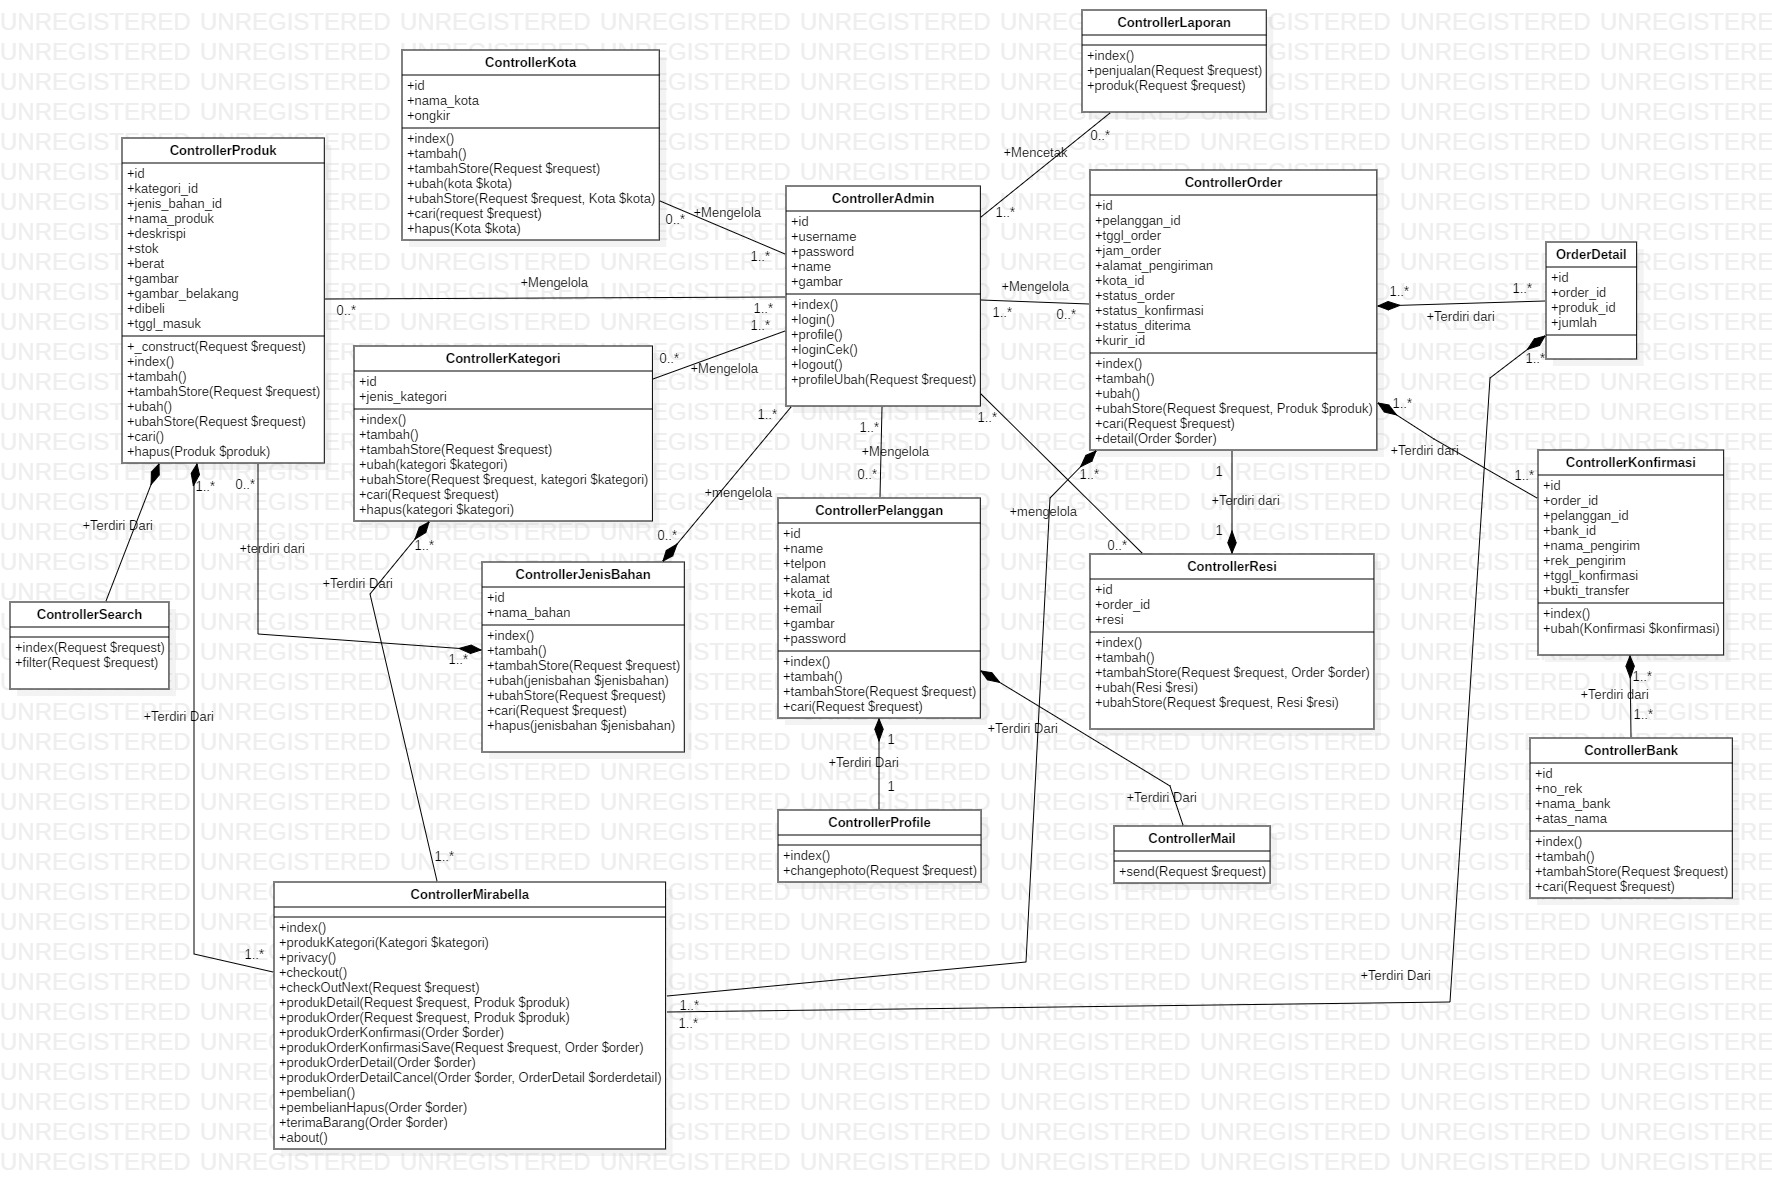 ControllerLaporan
+index()
+penjualan(Request $request)
+produk(Request $request)
ControllerKota
+id
+nama_kota
+ongkir
+index()
+tambah()
+tambahStore(Request $request)
+ubah(kota $kota)
+ubahStore(Request $request, Kota $kota)
+cari(request $request)
+hapus(Kota $kota)
ControllerProduk
+id
+kategori_id
+jenis_bahan_id
+nama_produk
+deskrispi
+stok
+berat
+gambar
+gambar_belakang
+dibeli
+tggl_masuk
+_construct(Request $request)
+index()
+tambah()
+tambahStore(Request $request)
+ubah()
+ubahStore(Request $request)
+cari()
+hapus(Produk $produk)
ControllerAdmin
+id
+username
+password
+name
+gambar
+index()
+login()
+profile()
+loginCek()
+logout()
+profileUbah(Request $request)
ControllerOrder
+id
+pelanggan_id
+tggl_order
+jam_order
+alamat_pengiriman
+kota_id
+status_order
+status_konfirmasi
+status_diterima
+kurir_id
+index()
+tambah()
+ubah()
+ubahStore(Request $request, Produk $produk)
+cari(Request $request)
+detail(Order $order)
OrderDetail
+id
+order_id
+produk_id
+jumlah
ControllerKategori
+id
+jenis_kategori
+index()
+tambah()
+tambahStore(Request $request)
+ubah(kategori $kategori)
+ubahStore(Request $request, kategori $kategori)
+cari(Request $request)
+hapus(kategori $kategori)
ControllerKonfirmasi
+id
+order_id
+pelanggan_id
+bank_id
+nama_pengirim
+rek_pengirim
+tggl_konfirmasi
+bukti_transfer
+index()
+ubah(Konfirmasi $konfirmasi)
ControllerPelanggan
+id
+name
+telpon
+alamat
+kota_id
+email
+gambar
+password
+index()
+tambah()
+tambahStore(Request $request)
+cari(Request $request)
ControllerResi
+id
+order_id
+resi
+index()
+tambah()
+tambahStore(Request $request, Order $order)
+ubah(Resi $resi)
+ubahStore(Request $request, Resi $resi)
ControllerJenisBahan
+id
+nama_bahan
+index()
+tambah()
+tambahStore(Request $request)
+ubah(jenisbahan $jenisbahan)
+ubahStore(Request $request)
+cari(Request $request)
+hapus(jenisbahan $jenisbahan)
ControllerSearch
+index(Request $request)
+filter(Request $request)
ControllerBank
+id
+no_rek
+nama_bank
+atas_nama
+index()
+tambah()
+tambahStore(Request $request)
+cari(Request $request)
ControllerProfile
+index()
+changephoto(Request $request)
ControllerMail
+send(Request $request)
ControllerMirabella
+index()
+produkKategori(Kategori $kategori)
+privacy()
+checkout()
+checkOutNext(Request $request)
+produkDetail(Request $request, Produk $produk)
+produkOrder(Request $request, Produk $produk)
+produkOrderKonfirmasi(Order $order)
+produkOrderKonfirmasiSave(Request $request, Order $order)
+produkOrderDetail(Order $order)
+produkOrderDetailCancel(Order $order, OrderDetail $orderdetail)
+pembelian()
+pembelianHapus(Order $order)
+terimaBarang(Order $order)
+about()
0..*
+Mencetak
1..*
0..*
+Mengelola
1..*
+Mengelola
0..*
1..*
0..*
+Mengelola
1..*
+Mengelola
1..*
0..*
1..*
+Terdiri dari
1..*
1..*
+mengelola
0..*
1..*
+Mengelola
0..*
1..*
+mengelola
0..*
1
+Terdiri dari
1
1..*
+Terdiri dari
1..*
1..*
+Terdiri dari
1..*
+Terdiri Dari
0..*
+terdiri dari
1..*
1..*
+Terdiri Dari
1..*
1..*
+Terdiri Dari
1..*
1
+Terdiri Dari
1
+Terdiri Dari
1..*
+Terdiri Dari
1..*
1..*
+Terdiri Dari
1..*
UNREGISTERED